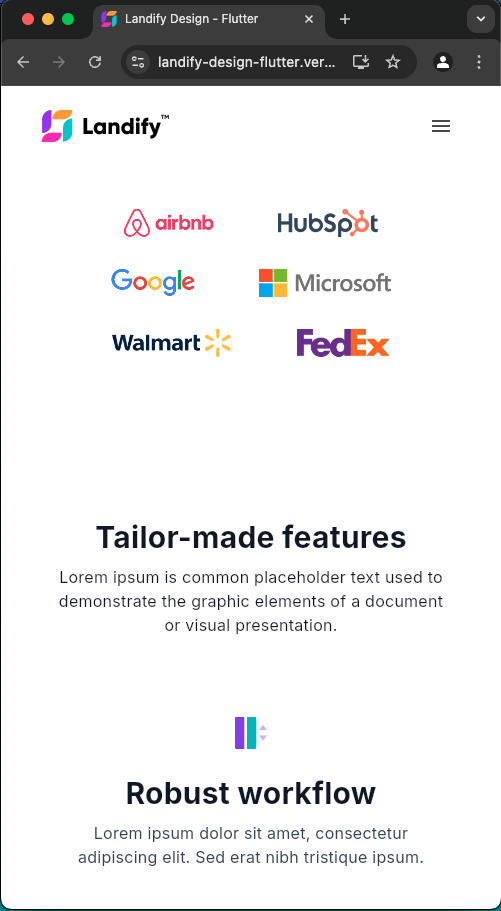 Landify Design - Flutter
landify-design-flutter.ver...
Landify™
airbnb
HubSpot
Google
Microsoft
Walmart
FedEx
Tailor-made features
Lorem ipsum is common placeholder text used to
demonstrate the graphic elements of a document
or visual presentation.
Robust workflow
Lorem ipsum dolor sit amet, consectetur
adipiscing elit. Sed erat nibh tristique ipsum.